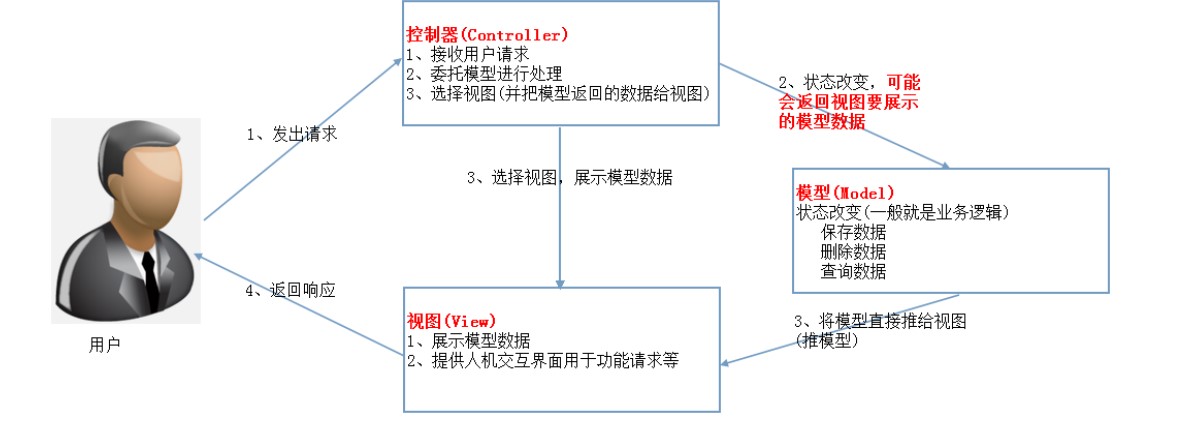 控制器(Controller)
1、接收用户请求
2、委托模型进行处理
3、选择视图(并把模型返回的数据给视图)
2、状态改变，可能
会返回视图要展示
的模型数据
1、发出请求
3、选择视图，展示模型数据
模型(Model)
状态改变(一般就是业务逻辑)
保存数据
删除数据
查询数据
4、返回响应
视图(View)
1、展示模型数据
2、提供人机交互界面用于功能请求等
3、将模型直接推给视图
(推模型)
用户